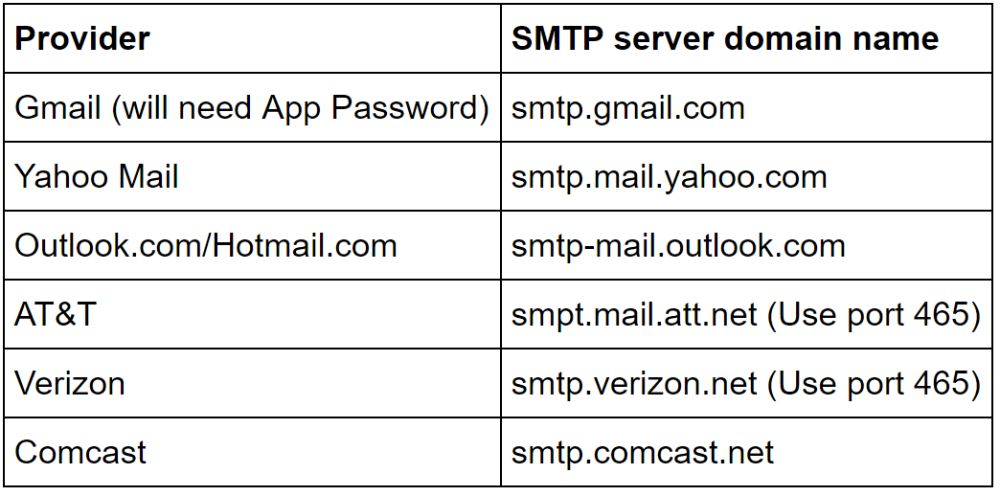 Provider SMTP server domain name
Gmail (will need App Password) smtp.gmail.com
Yahoo Mail smtp.mail.yahoo.com
Outlook.com/Hotmail.com smtp-mail.outlook.com
AT&T smpt.mail.att.net (Use port 465)
Verizon smtp.verizon.net (Use port 465)
Comcast smtp.comcast.net